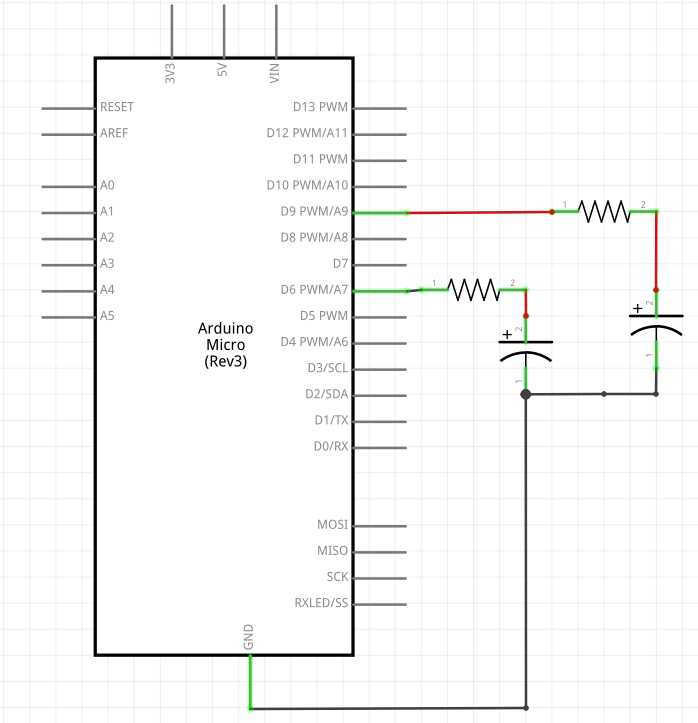 3V3
5V
VIN
RESET
AREF
A0
A1
A2
A3
A4
A5
D13 PWM
D12 PWM/A11
D11 PWM
D10 PWM/A10
D9 PWM/A9
D8 PWM/A8
D7
D6 PWM/A7
D5 PWM
D4 PWM/A6
D3/SCL
D2/SDA
D1/TX
D0/RX
MOSI
MISO
SCK
RXLED/SS
Arduino
Micro
(Rev3)
GND
1
2
+
2
1
1
2
+
2
1